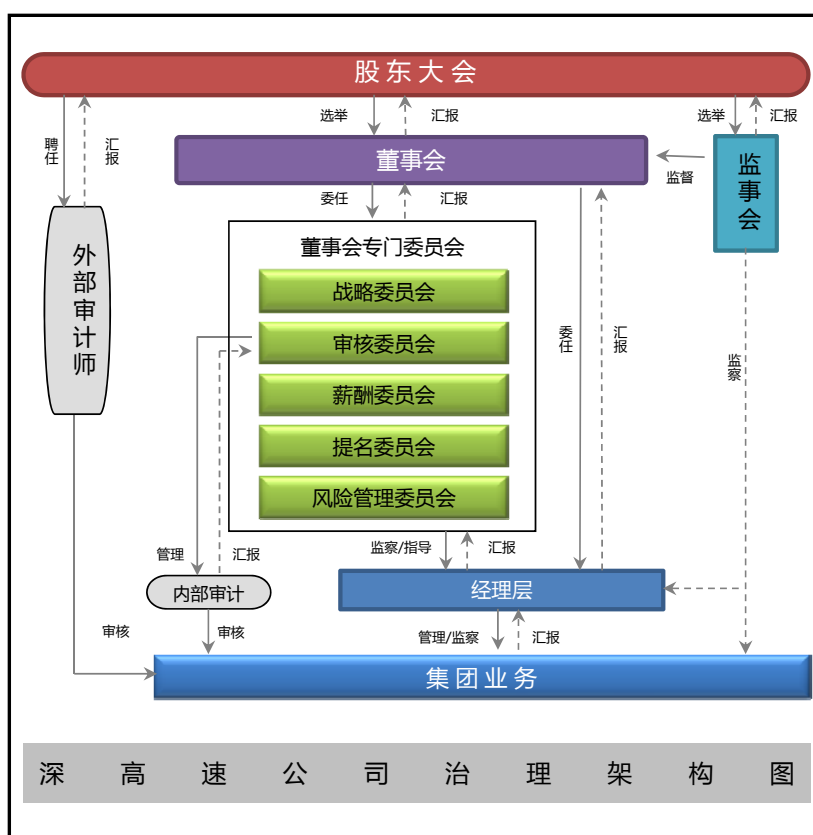 股东大会
选举
汇报
选举
汇报
聘任
汇报
董事会
监督
监事会
委任
汇报
外部审计师
董事会专门委员会
战略委员会
审核委员会
薪酬委员会
提名委员会
风险管理委员会
委任
汇报
监察
管理
汇报
监察/指导
汇报
内部审计
经理层
审核
审核
管理/监察
汇报
集团业务
深高速公司治理架构图